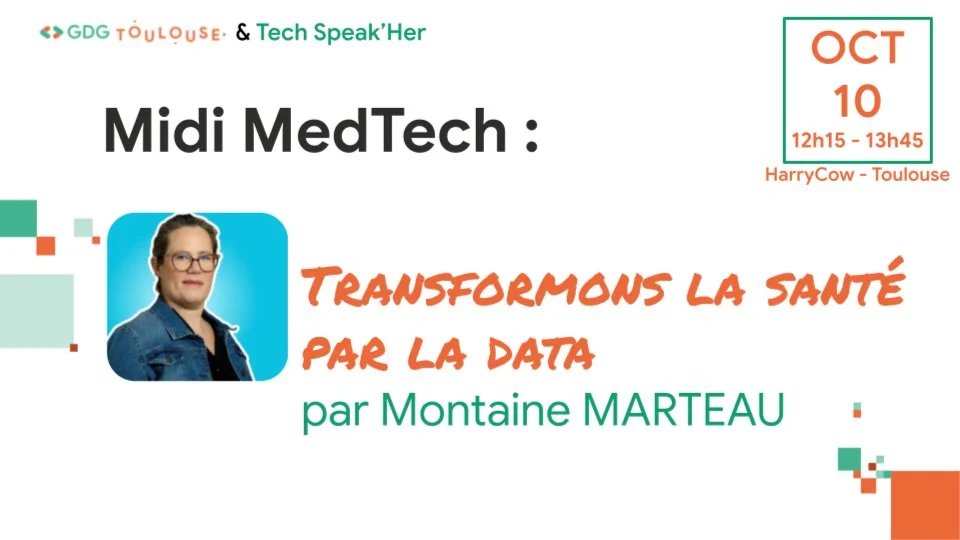 GDG TOULOUSE & Tech Speak’Her
OCT
10
12h15 - 13h45
HarryCow - Toulouse
Midi MedTech :
Transformons la santé
par la data
par Montaine MARTEAU